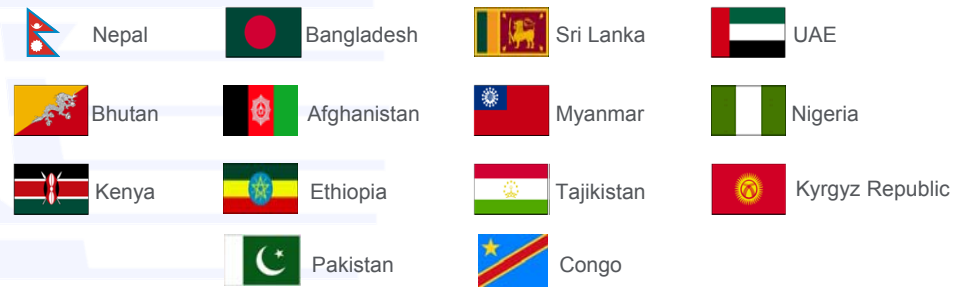 Nepal Bangladesh Sri Lanka UAE
Bhutan Afghanistan Myanmar Nigeria
Kenya Ethiopia Tajikistan Kyrgyz Republic
Pakistan Congo